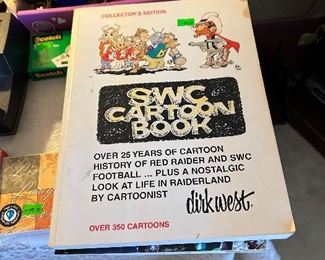 COLLECTOR'S EDITION
Scotch
SWC
CARTOON
BOOK
OVER 25 YEARS OF CARTOON
HISTORY OF RED RAIDER AND SWC
FOOTBALL ... PLUS A NOSTALGIC
LOOK AT LIFE IN RAIDERLAND
BY CARTOONIST
dirk west.
OVER 350 CARTOONS